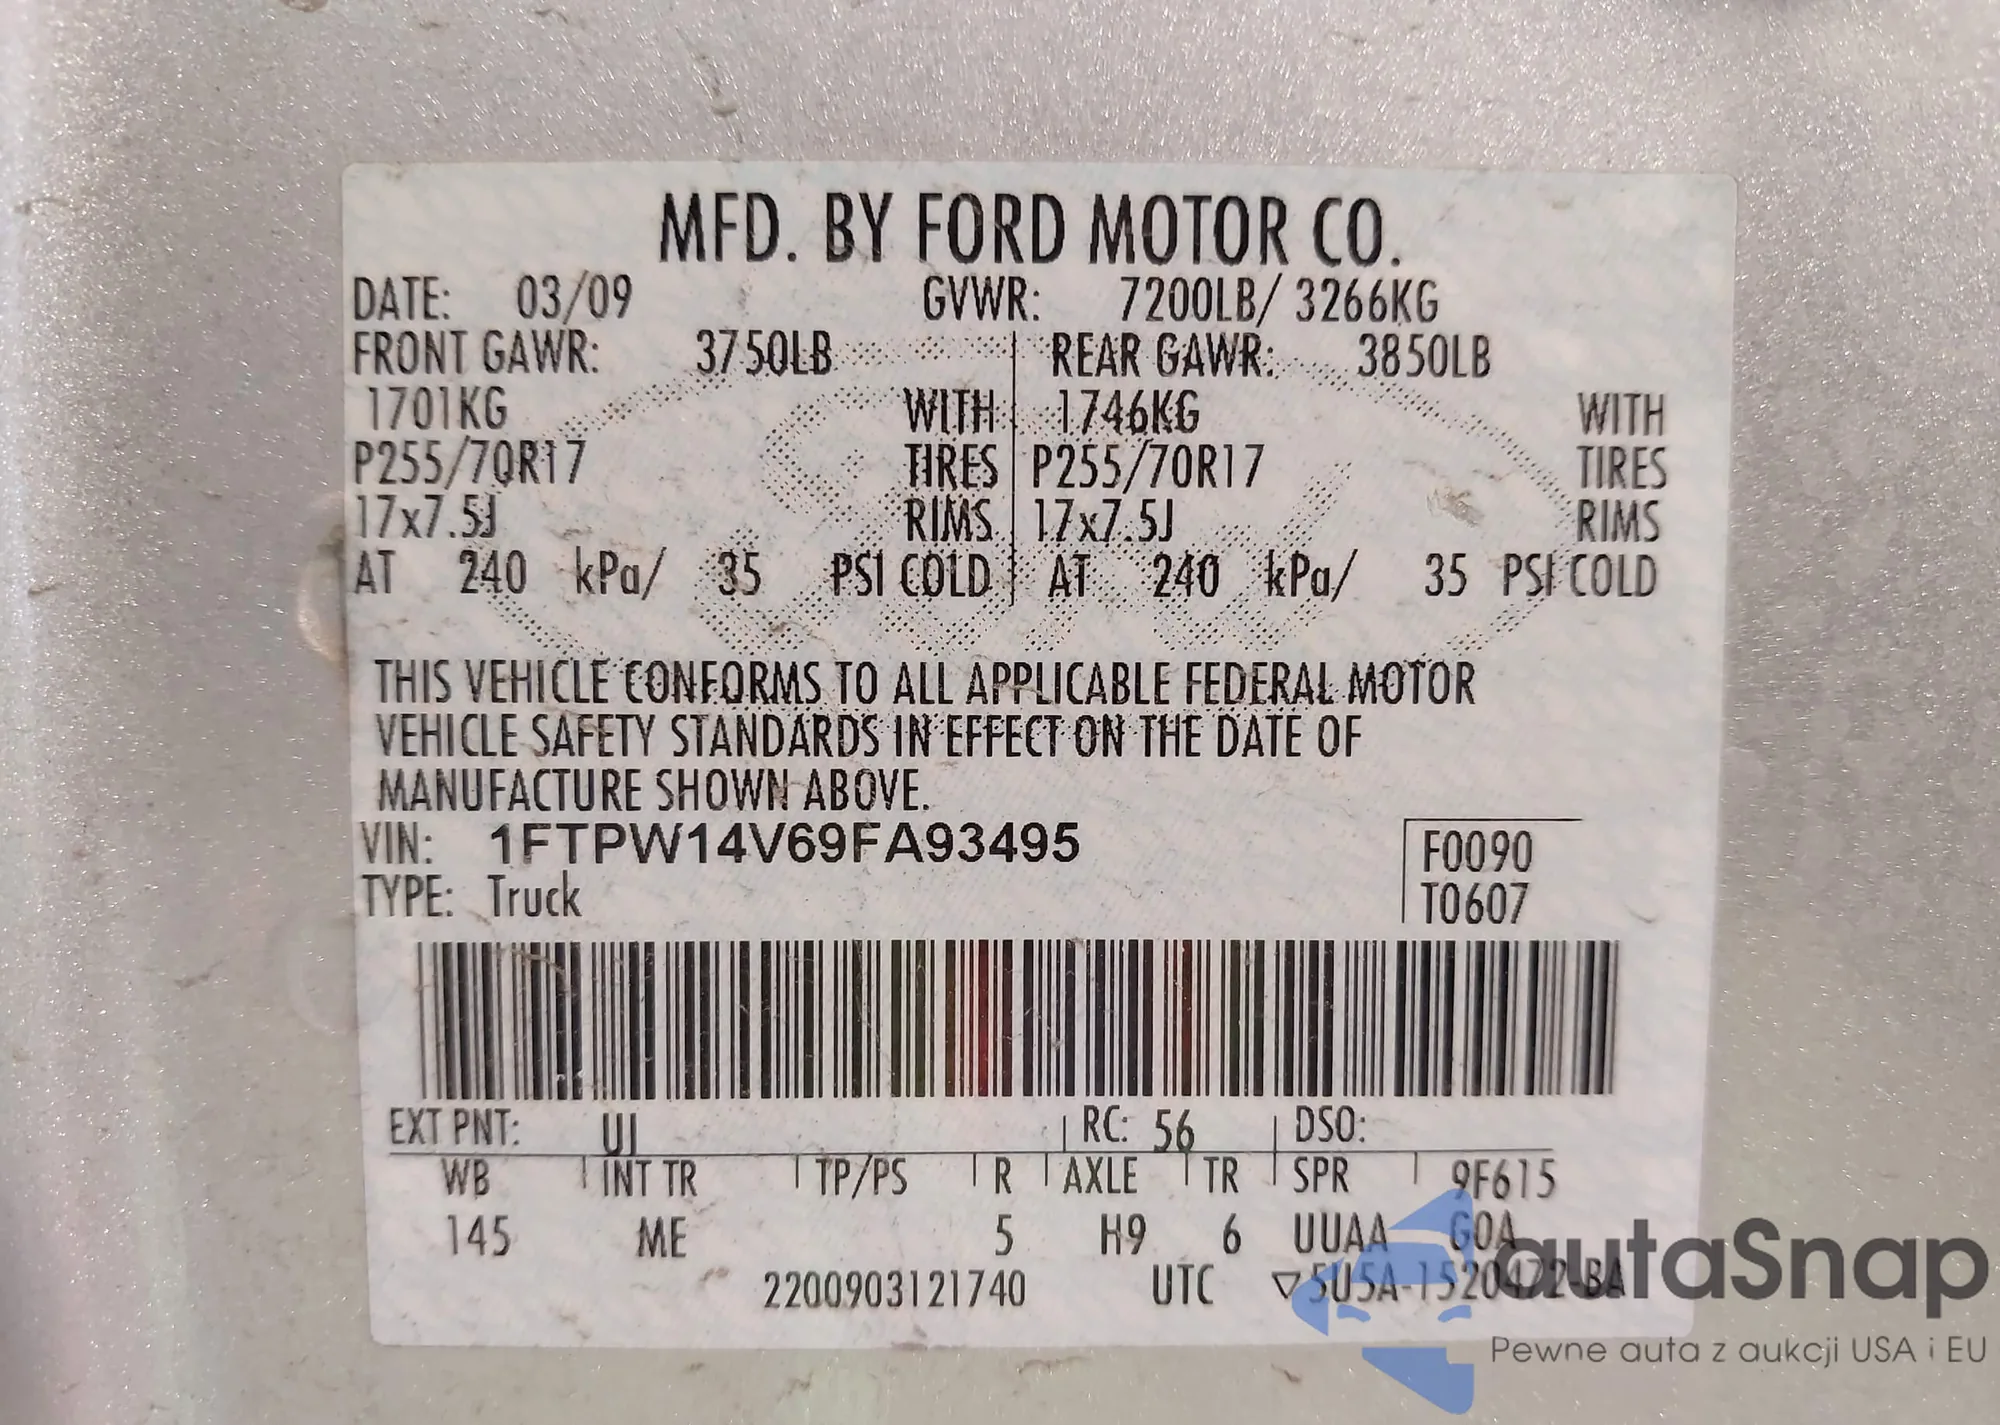 MFD. BY FORD MOTOR CO.
DATE: 03/09 GVWR: 7200LB/ 3266KG
FRONT GAWR: 3750LB REAR GAWR: 3850LB
1701KG WITH 1746KG WITH
P255/70R17 TIRES P255/70R17 TIRES
17x7.5J RIMS 17x7.5J RIMS
AT 240 kPa/ 35 PSI COLD AT 240 kPa/ 35 PSI COLD
THIS VEHICLE CONFORMS TO ALL APPLICABLE FEDERAL MOTOR
VEHICLE SAFETY STANDARDS IN EFFECT ON THE DATE OF
MANUFACTURE SHOWN ABOVE.
VIN: 1FTPW14V69FA93495 F0090
TYPE: Truck T0607
EXT PNT: UJ RC: 56 DSO:
WB INT TR TP/PS R AXLE TR SPR 9F615
145 ME 5 H9 6 UUAA G0A
2200903121740 UTC ▽5U5A-1520472-BA
autaSnap
Pewne auta z aukcji USA i EU